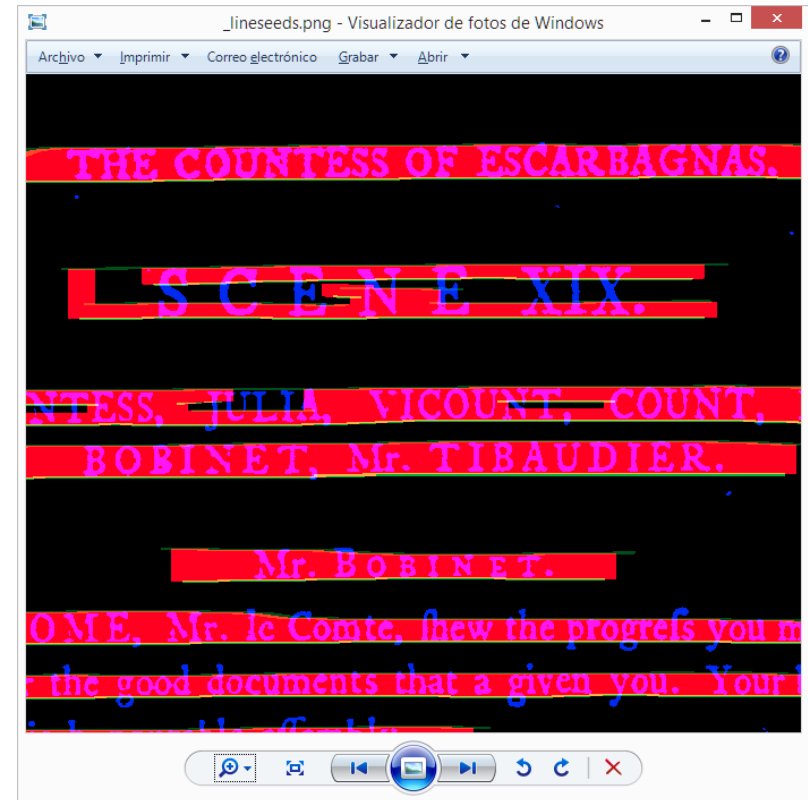 _lineseeds.png - Visualizador de fotos de Windows
Archivo Imprimir Correo electrónico Grabar Abrir
THE COUNTESS OF ESCARBAGNAS.
SCENE XIX.
NTESS, JULIA, VICOUNT, COUNT,
BOBINET, Mr. TIBAUDIER.
Mr. BOBINET.
OME, Mr. le Comte, ſhew the progreſs you m
the good documents that a given you. Your